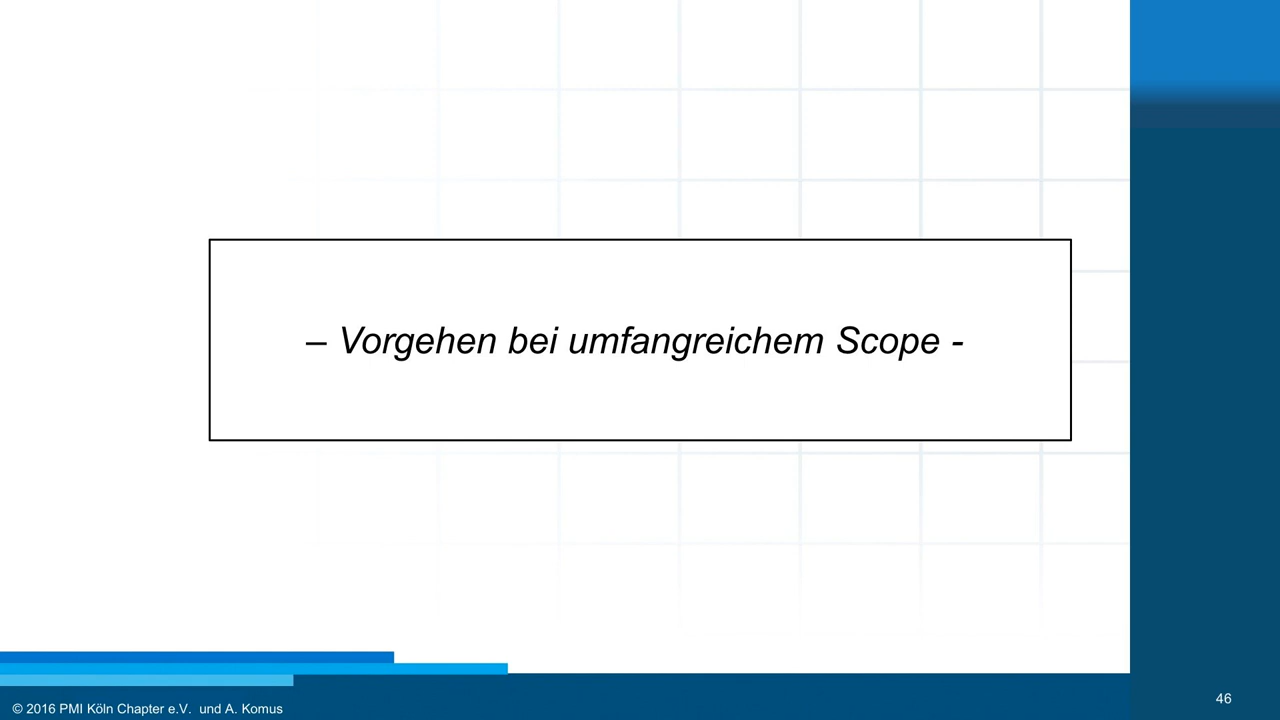 – Vorgehen bei umfangreichem Scope -
© 2016 PMI Köln Chapter e.V. und A. Komus
46